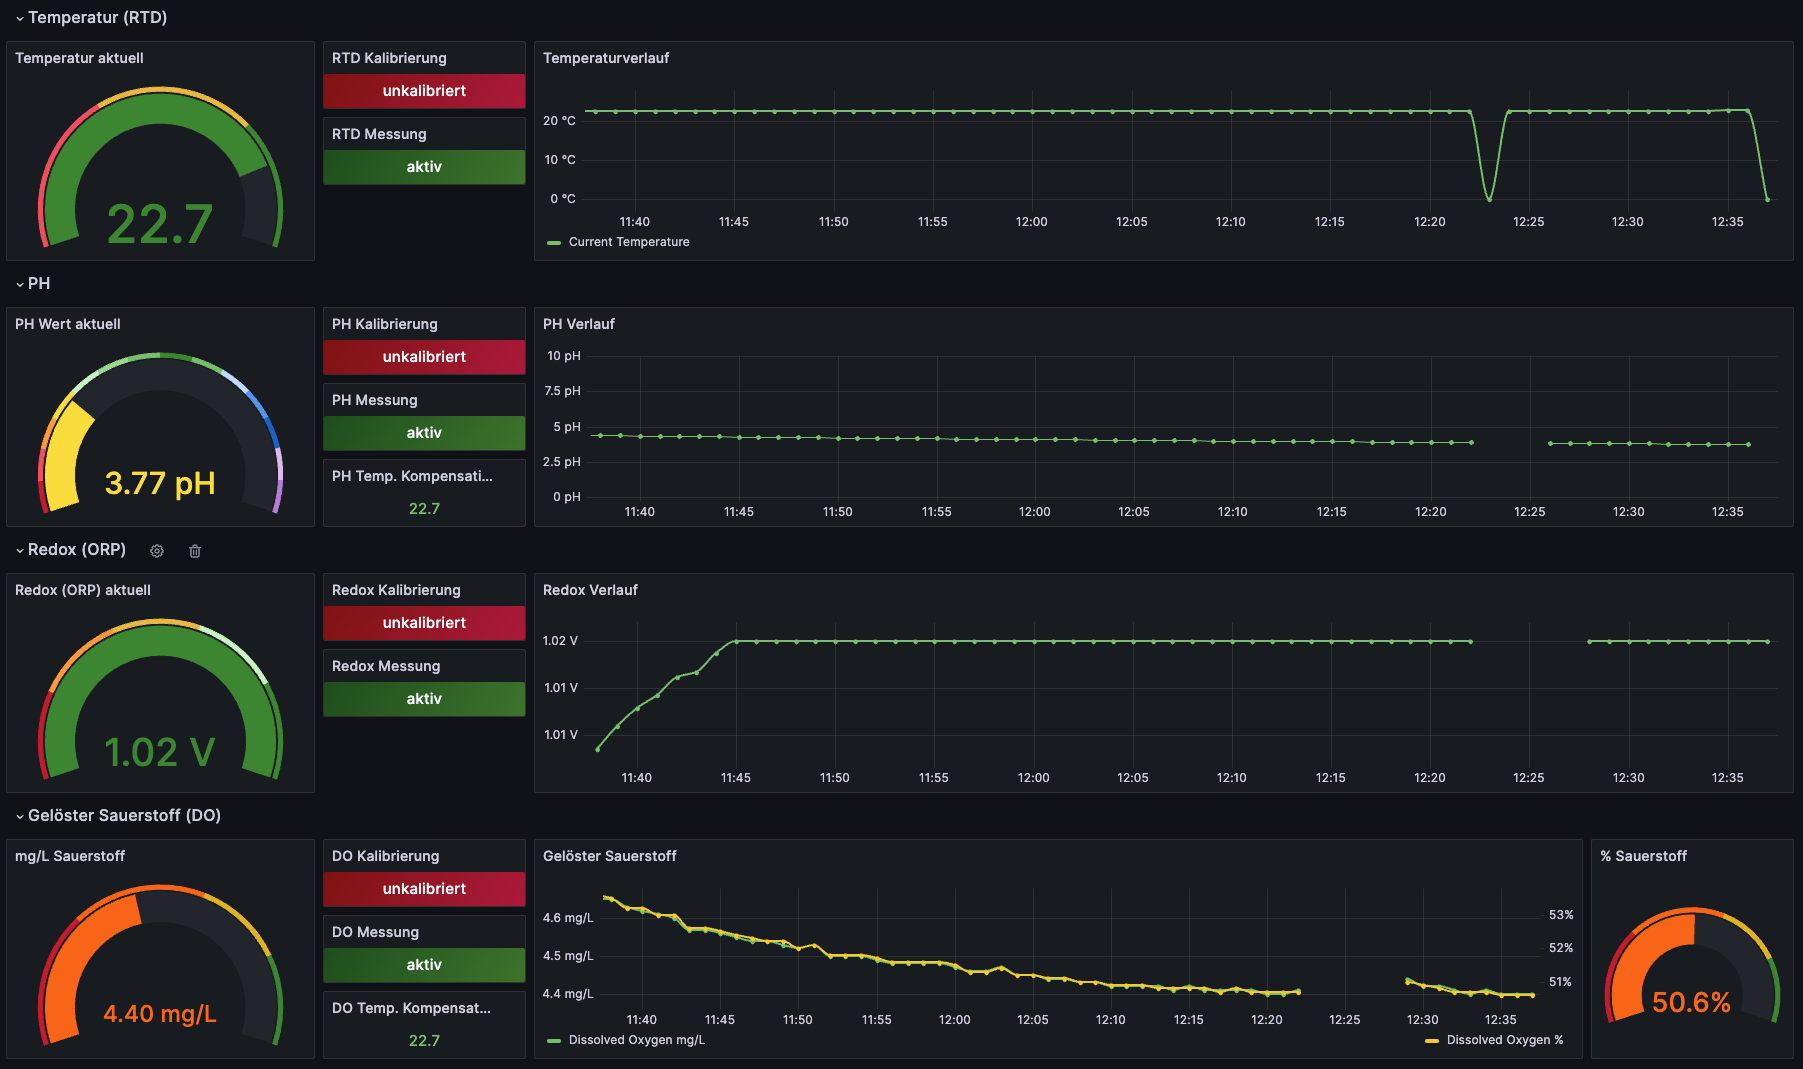 Temperatur (RTD)
Temperatur aktuell
22.7
RTD Kalibrierung
unkalibriert
RTD Messung
aktiv
Temperaturverlauf
20 °C
10 °C
0 °C
11:40 11:45 11:50 11:55 12:00 12:05 12:10 12:15 12:20 12:25 12:30 12:35
Current Temperature
PH
PH Wert aktuell
3.77 pH
PH Kalibrierung
unkalibriert
PH Messung
aktiv
PH Temp. Kompensati...
22.7
PH Verlauf
10 pH
7.5 pH
5 pH
2.5 pH
0 pH
11:40 11:45 11:50 11:55 12:00 12:05 12:10 12:15 12:20 12:25 12:30 12:35
Redox (ORP)
Redox (ORP) aktuell
1.02 V
Redox Kalibrierung
unkalibriert
Redox Messung
aktiv
Redox Verlauf
1.02 V
1.01 V
1.01 V
11:40 11:45 11:50 11:55 12:00 12:05 12:10 12:15 12:20 12:25 12:30 12:35
Gelöster Sauerstoff (DO)
mg/L Sauerstoff
4.40 mg/L
DO Kalibrierung
unkalibriert
DO Messung
aktiv
DO Temp. Kompensat...
22.7
Gelöster Sauerstoff
4.6 mg/L
4.5 mg/L
4.4 mg/L
53%
52%
51%
11:40 11:45 11:50 11:55 12:00 12:05 12:10 12:15 12:20 12:25 12:30 12:35
Dissolved Oxygen mg/L
Dissolved Oxygen %
% Sauerstoff
50.6%